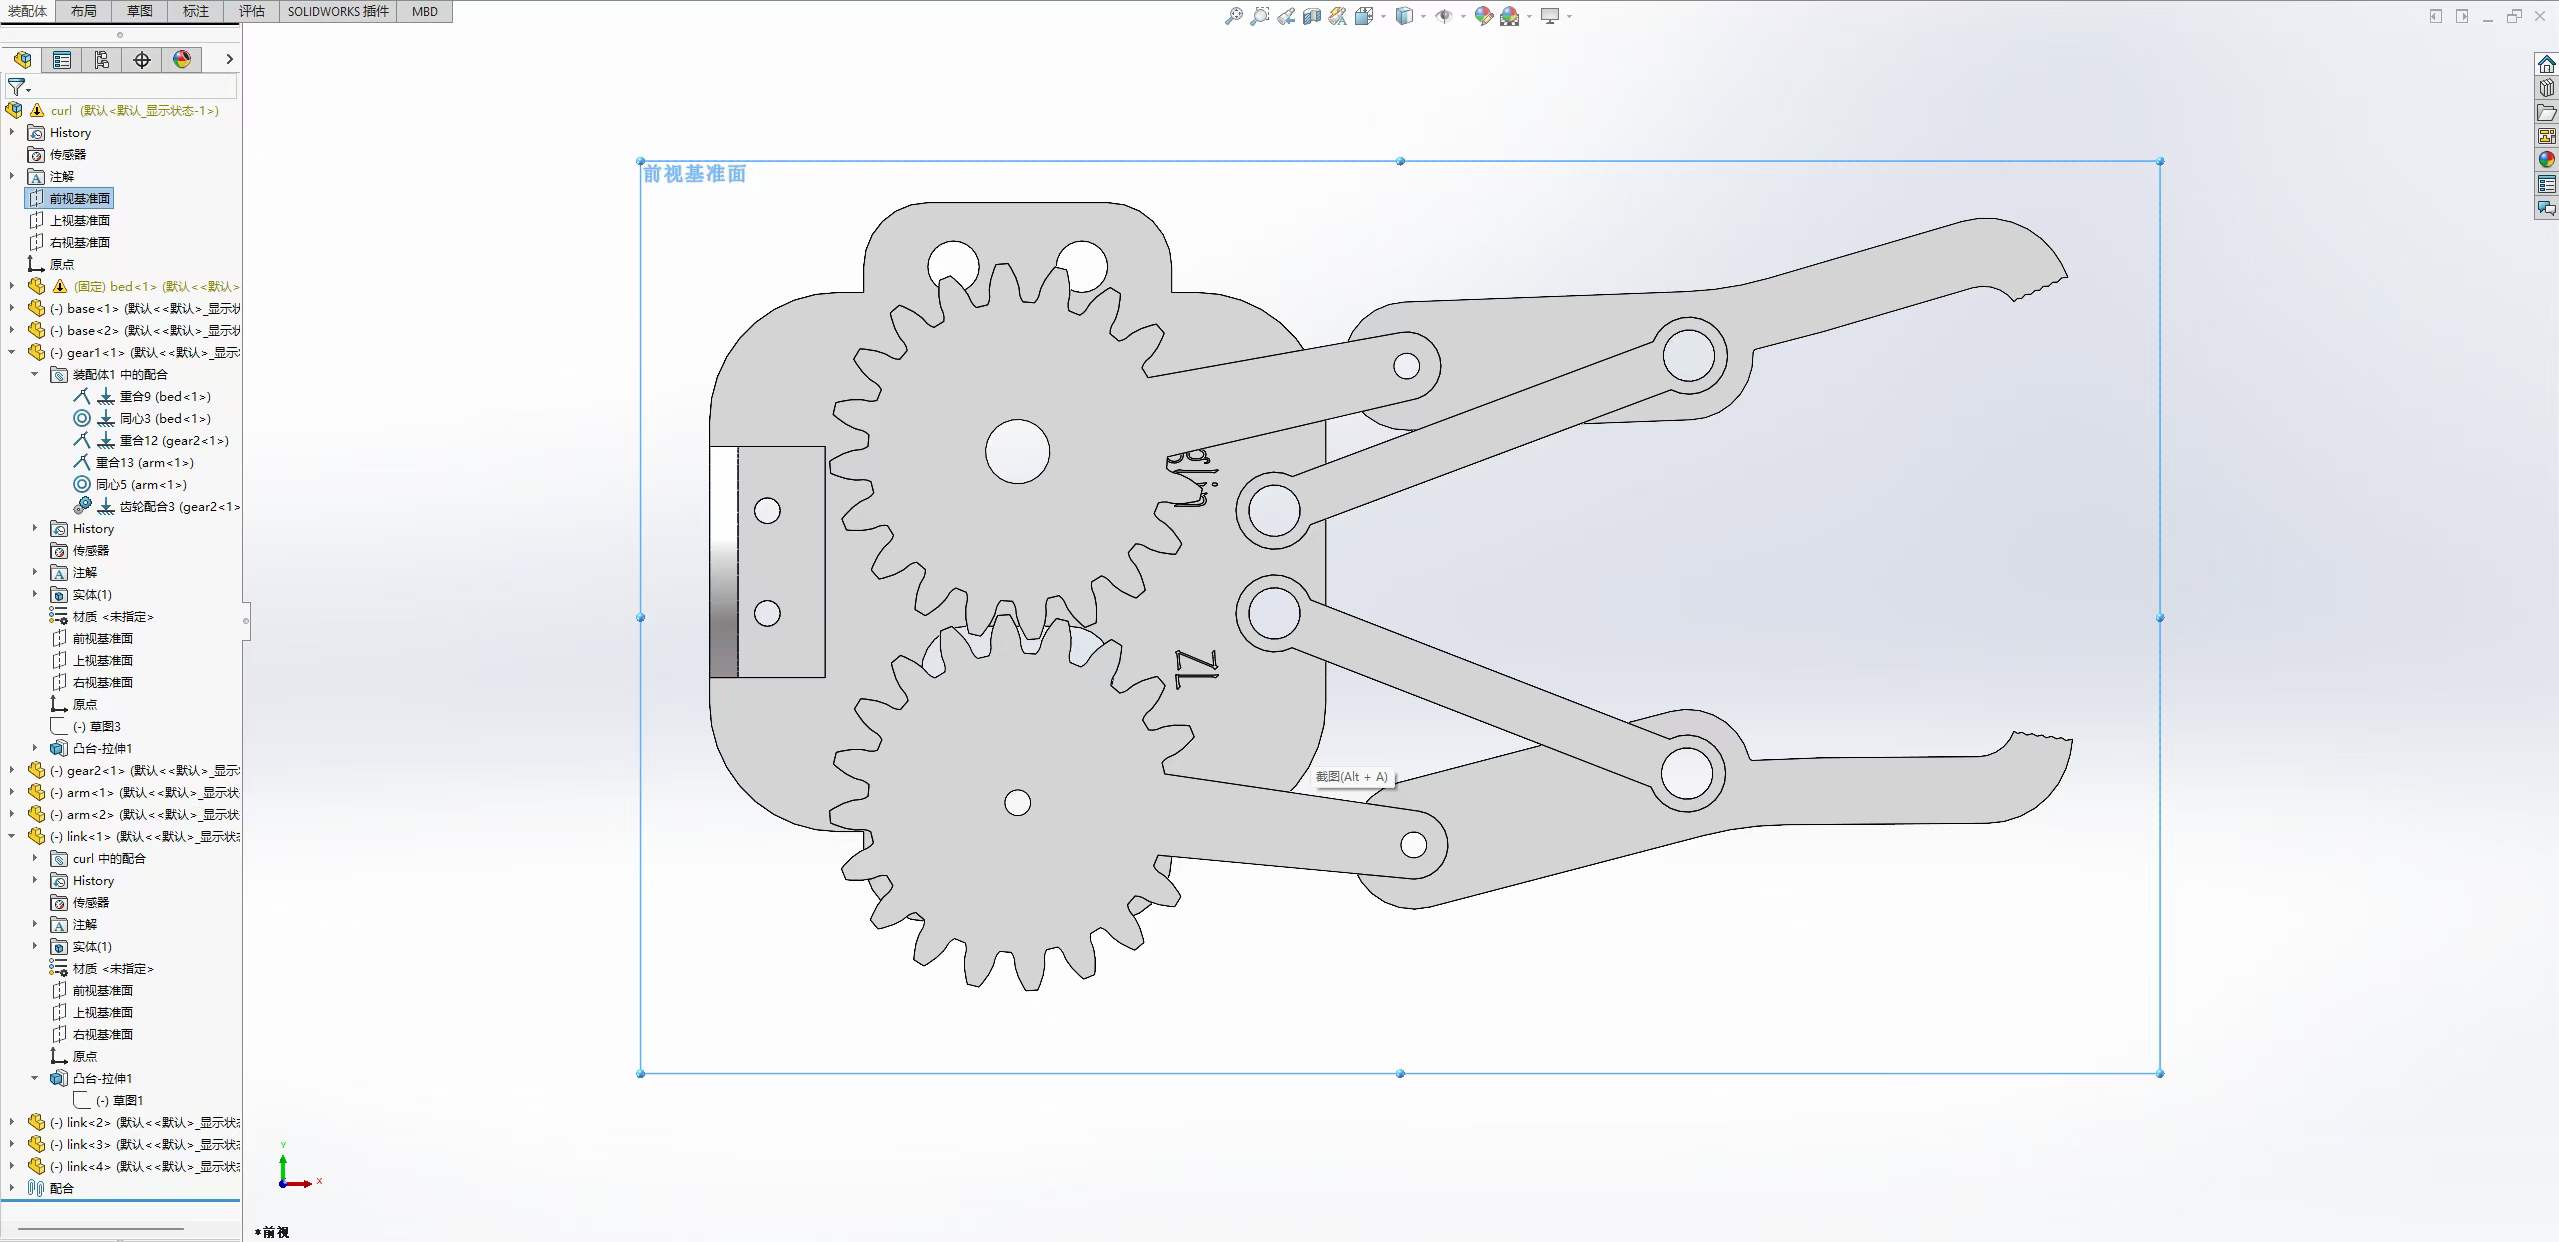 装配体 布局 草图 标注 评估 SOLIDWORKS 插件 MBD
curl (默认<默认_显示状态-1>)
History
传感器
注解
前视基准面
上视基准面
右视基准面
原点
(固定) bed<1> (默认<<默认>
(-) base<1> (默认<<默认>_显示状
(-) base<2> (默认<<默认>_显示状
(-) gear1<1> (默认<<默认>_显示
装配体1 中的配合
重合9 (bed<1>)
同心3 (bed<1>)
重合12 (gear2<1>)
重合13 (arm<1>)
同心5 (arm<1>)
齿轮配合3 (gear2<1>
History
传感器
注解
实体(1)
材质 <未指定>
前视基准面
上视基准面
右视基准面
原点
(-) 草图3
凸台-拉伸1
(-) gear2<1> (默认<<默认>_显示
(-) arm<1> (默认<<默认>_显示状
(-) arm<2> (默认<<默认>_显示状
(-) link<1> (默认<<默认>_显示状
curl 中的配合
History
传感器
注解
实体(1)
材质 <未指定>
前视基准面
上视基准面
右视基准面
原点
凸台-拉伸1
(-) 草图1
(-) link<2> (默认<<默认>_显示状
(-) link<3> (默认<<默认>_显示状
(-) link<4> (默认<<默认>_显示状
配合
前视基准面
截图(Alt + A)
Y
X
*前视